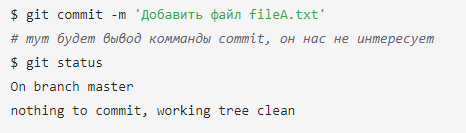 $ git commit -m 'Добавить файл fileA.txt'
# тут будет вывод комманды commit, он нас не интересует
$ git status
On branch master
nothing to commit, working tree clean